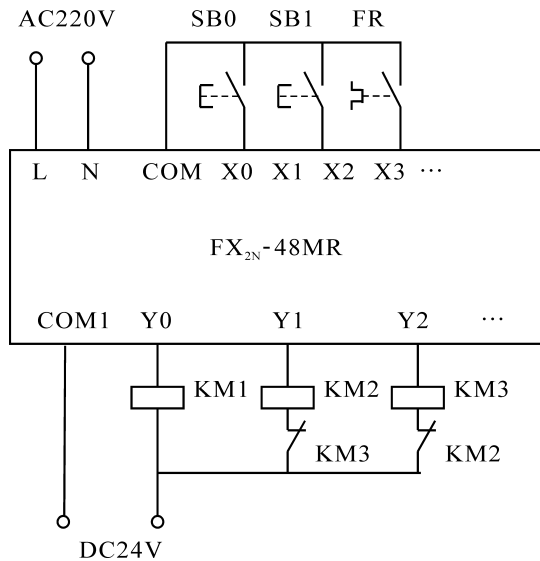 AC220V SB0 SB1 FR
L N COM X0 X1 X2 X3 ···
FX2N-48MR
COM1 Y0 Y1 Y2 ···
KM1 KM2 KM3
KM3 KM2
DC24V